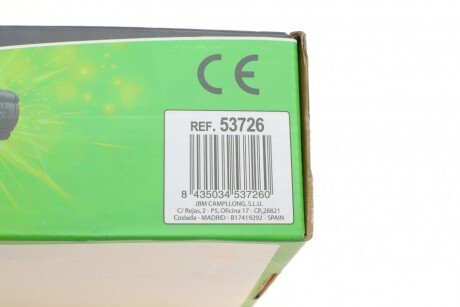 CE
REF. 53726
8 435034 537260
JBM CAMPLLONG, S.L.U.
C/ Rejas, 2 - P5, Oficina 17 - CP, 28821
Coslada - MADRID - B17419292 - SPAIN